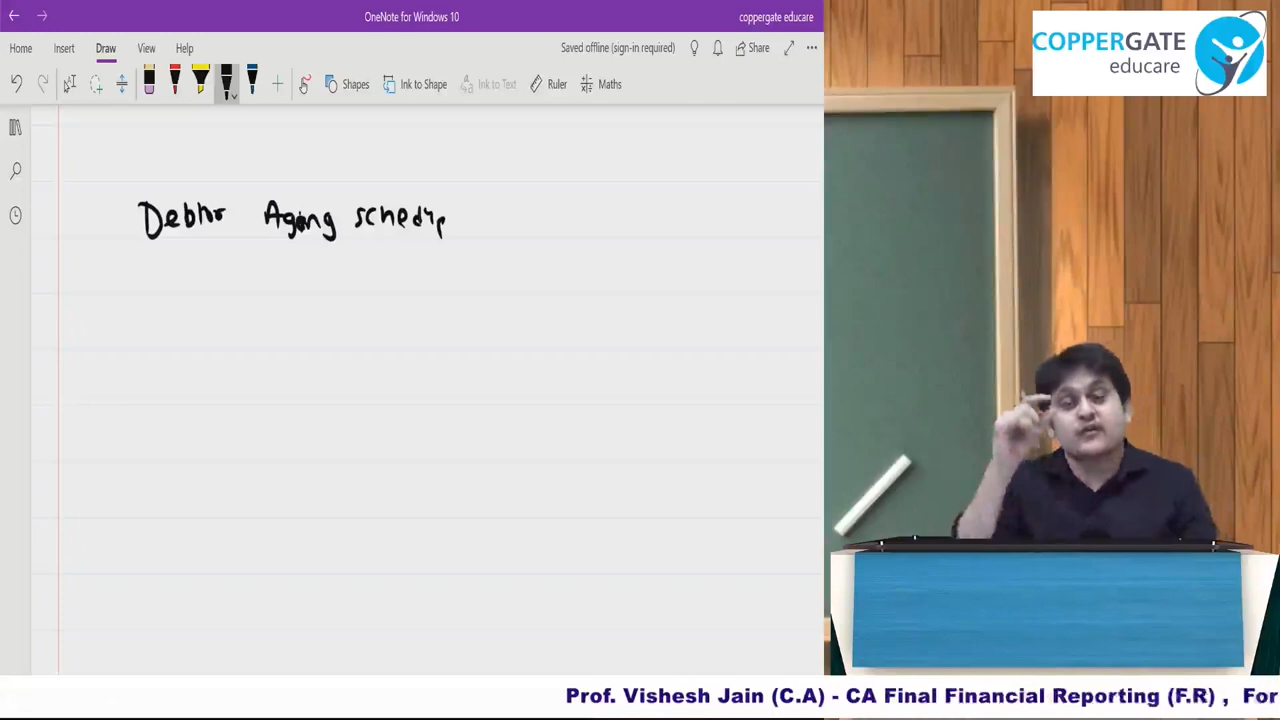 OneNote for Windows 10
coppergate educare
Home Insert Draw View Help
Saved offline (sign-in required)
Share
Shapes
Ink to Shape
Ink to Text
Ruler
Maths
COPPERGATE
educare
Debtor Ageing
Prof. Vishesh Jain (C.A) - CA Final Financial Reporting (F.R) , For